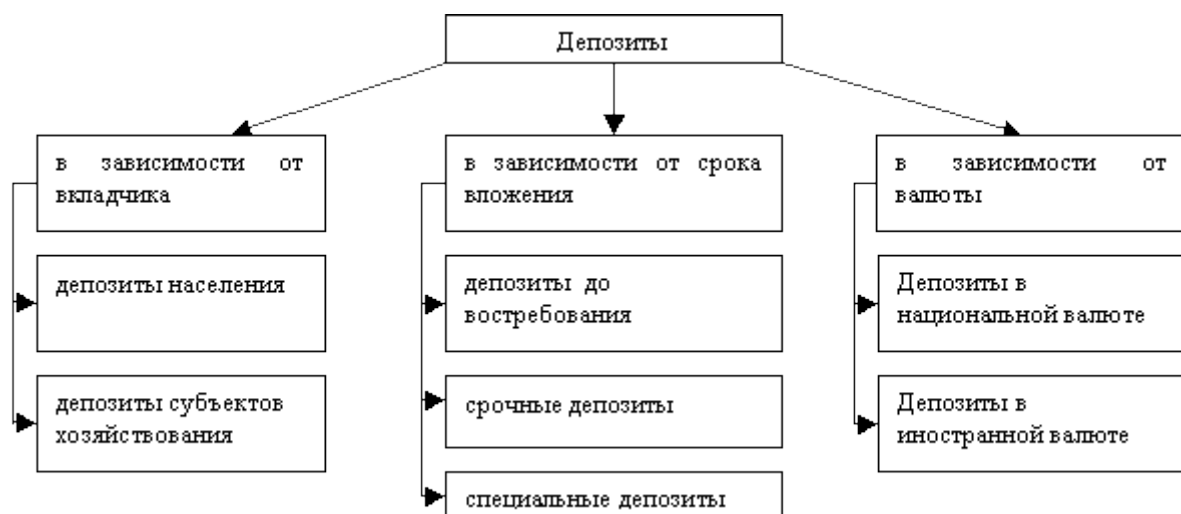 Депозиты
в зависимости от
вкладчика
депозиты населения
депозиты субъектов
хозяйствования
в зависимости от срока
вложения
депозиты до
востребования
срочные депозиты
специальные депозиты
в зависимости от
валюты
Депозиты в
национальной валюте
Депозиты в
иностранной валюте